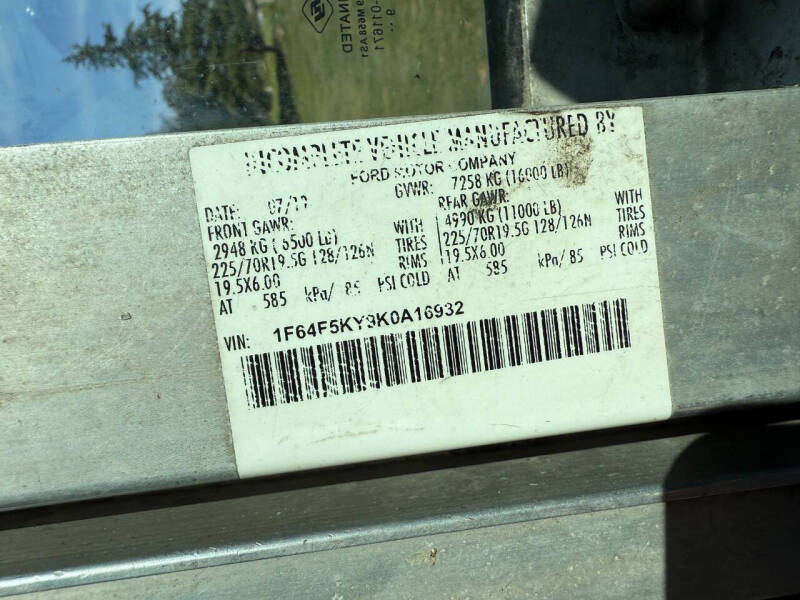 INCOMPLETE VEHICLE MANUFACTURED BY
FORD MOTOR COMPANY
DATE: GVWR: 7258 KG (16000 LB)
FRONT GAWR: REAR GAWR:
2948 KG ( 6500 LB) WITH 4990 KG (11000 LB) WITH
225/70R19.5G 128/126N TIRES 225/70R19.5G 128/126N TIRES
19.5X6.00 RIMS 19.5X6.00 RIMS
AT 585 kPa/ 85 PSI COLD AT 585 kPa/ 85 PSI COLD
VIN: 1F64F5KY9K0A16932